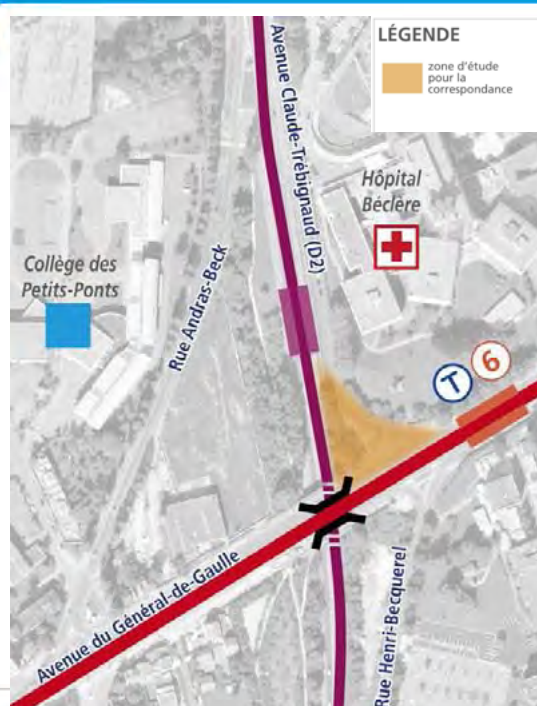 LÉGENDE
zone d'étude
pour la
correspondance
Avenue Claude-Trébignaud (D2)
Hôpital
Béclère
Collège des
Petits-Ponts
Rue Andras-Beck
T 6
Avenue du Général-de-Gaulle
Rue Henri-Becquerel